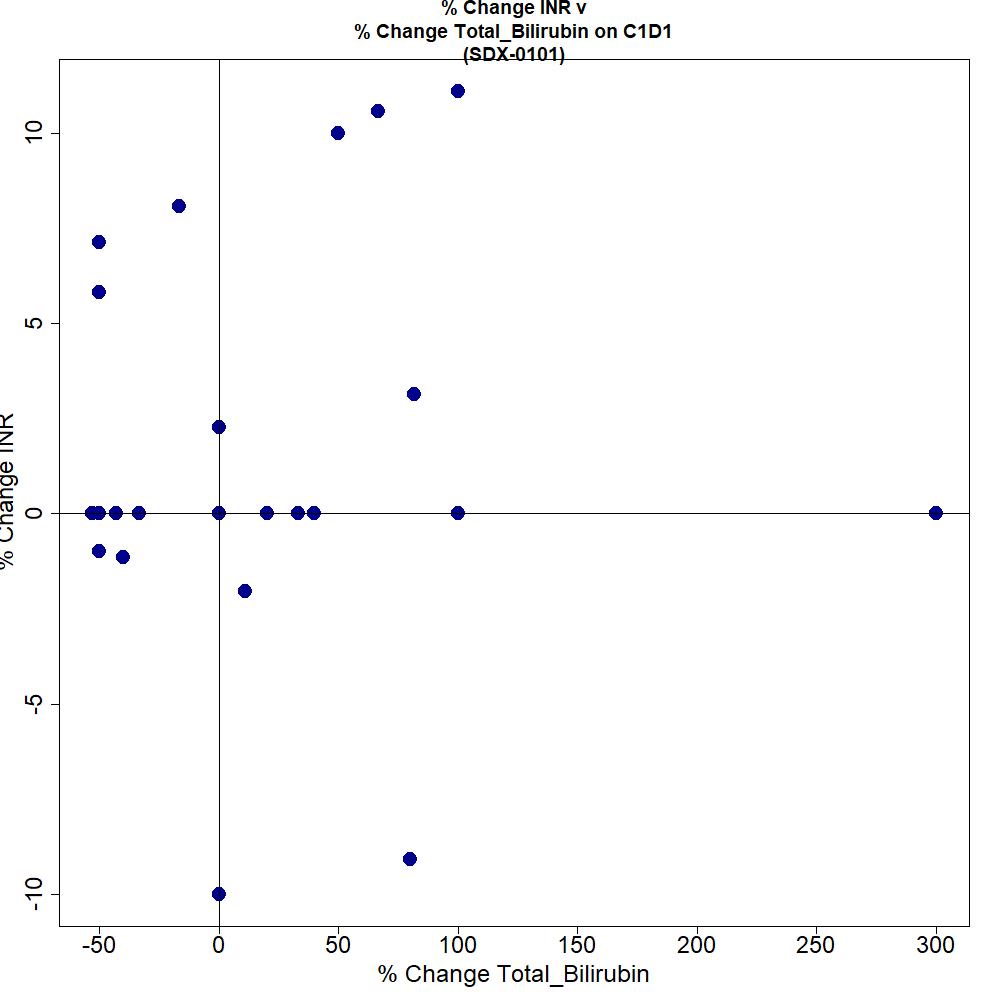 % Change INR v
% Change Total_Bilirubin on C1D1
(SDX-0101)
10
5
0
-5
-10
% Change INR
-50
0
50
100
150
200
250
300
% Change Total_Bilirubin